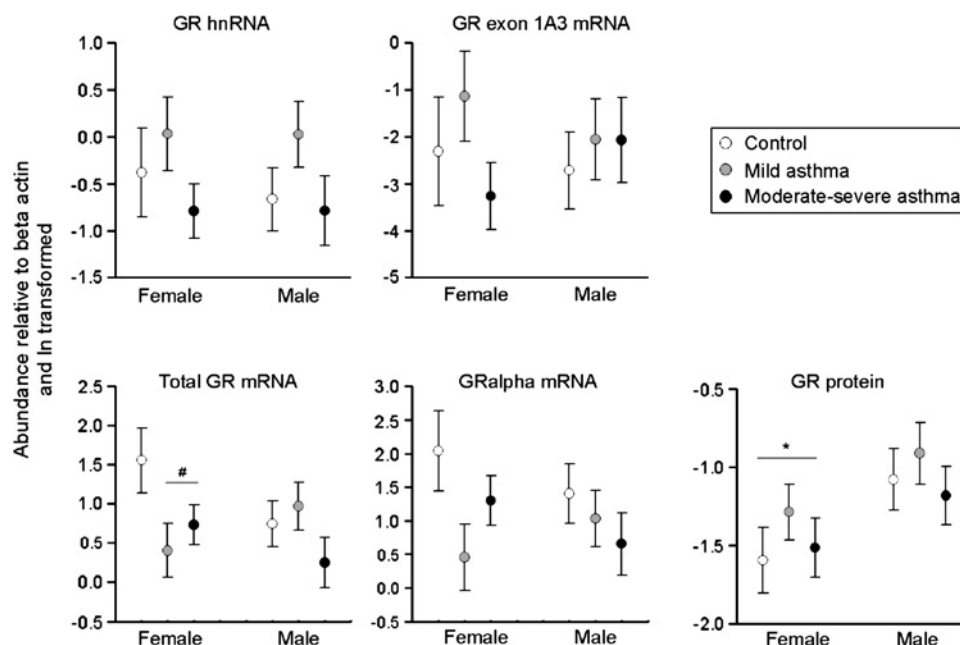 GR hnRNA
1.0
0.5
0.0
-0.5
-1.0
-1.5
Female Male
GR exon 1A3 mRNA
-0
-1
-2
-3
-4
-5
Female Male
Control
Mild asthma
Moderate-severe asthma
Abundance relative to beta actin
and ln transformed
Total GR mRNA
2.5
2.0
1.5
1.0
0.5
0.0
-0.5
#
Female Male
GRalpha mRNA
3.0
2.5
2.0
1.5
1.0
0.5
0.0
-0.5
Female Male
GR protein
-0.5
-1.0
-1.5
-2.0
*
Female Male